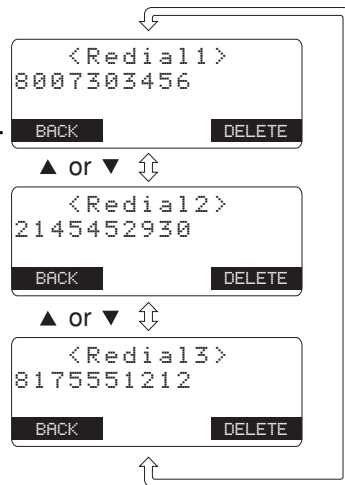 <Redial1>
8007303456
BACK DELETE
▲ or ▼
<Redial2>
2145452930
BACK DELETE
▲ or ▼
<Redial3>
8175551212
BACK DELETE